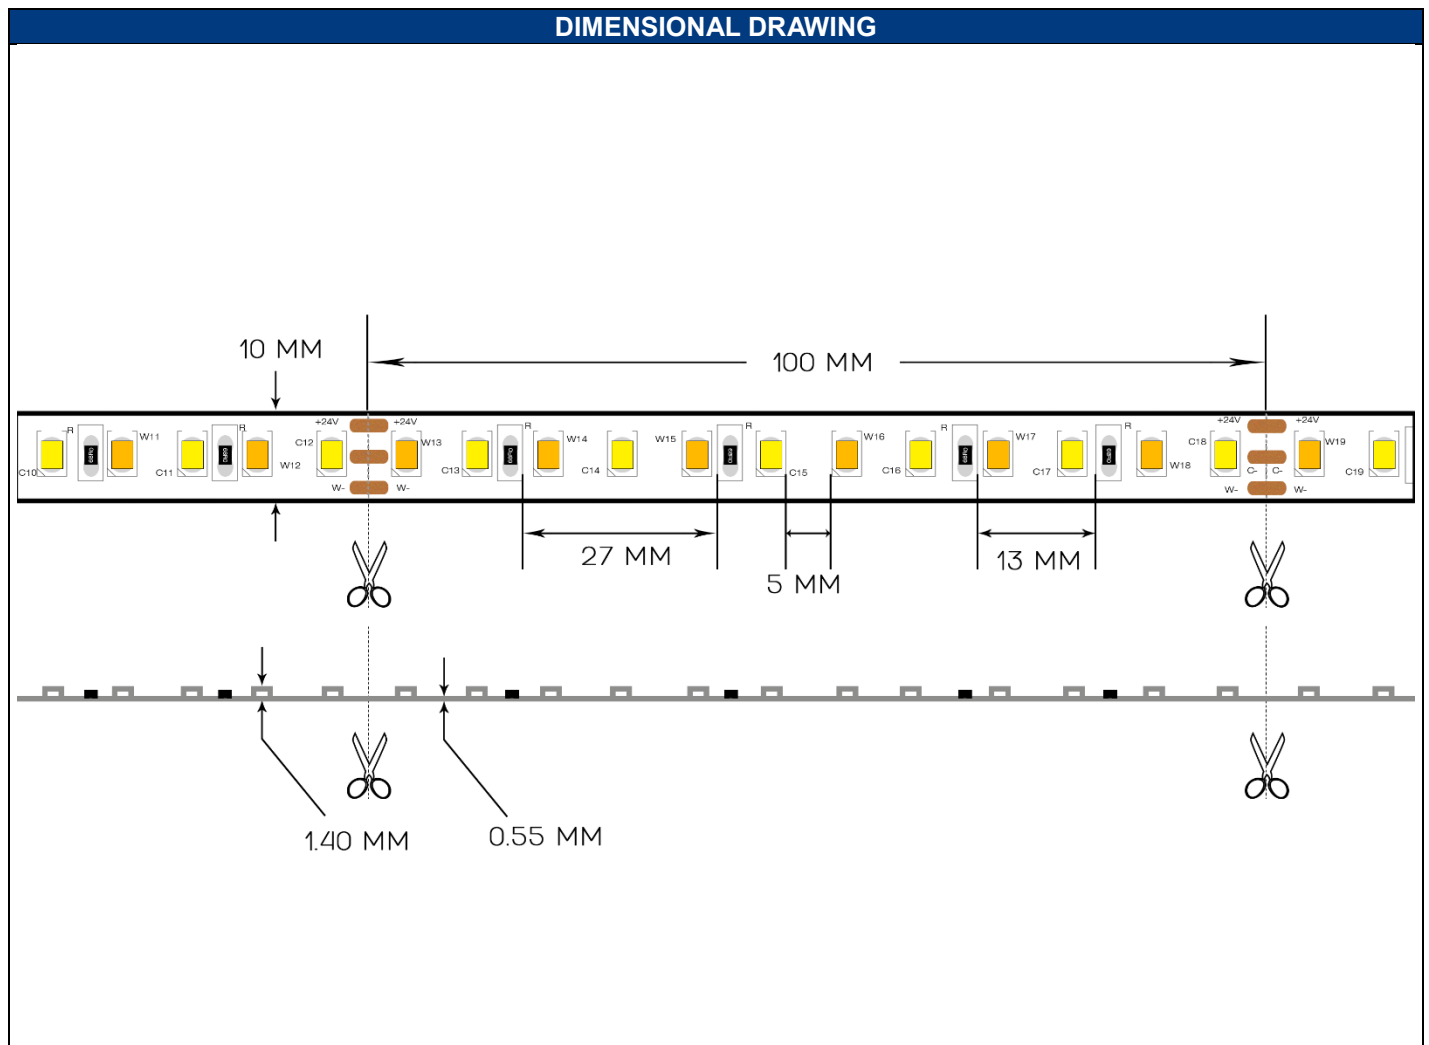 DIMENSIONAL DRAWING
10 MM
100 MM
+24V +24V +24V +24V
R W11 R C12 W13 R W14 W15 R W16 R W17 R C18 W19
C10 C11 W12 C13 C14 C15 C16 C17 W18 C- C- C19
W- W- W- W-
27 MM
5 MM
13 MM
1.40 MM
0.55 MM